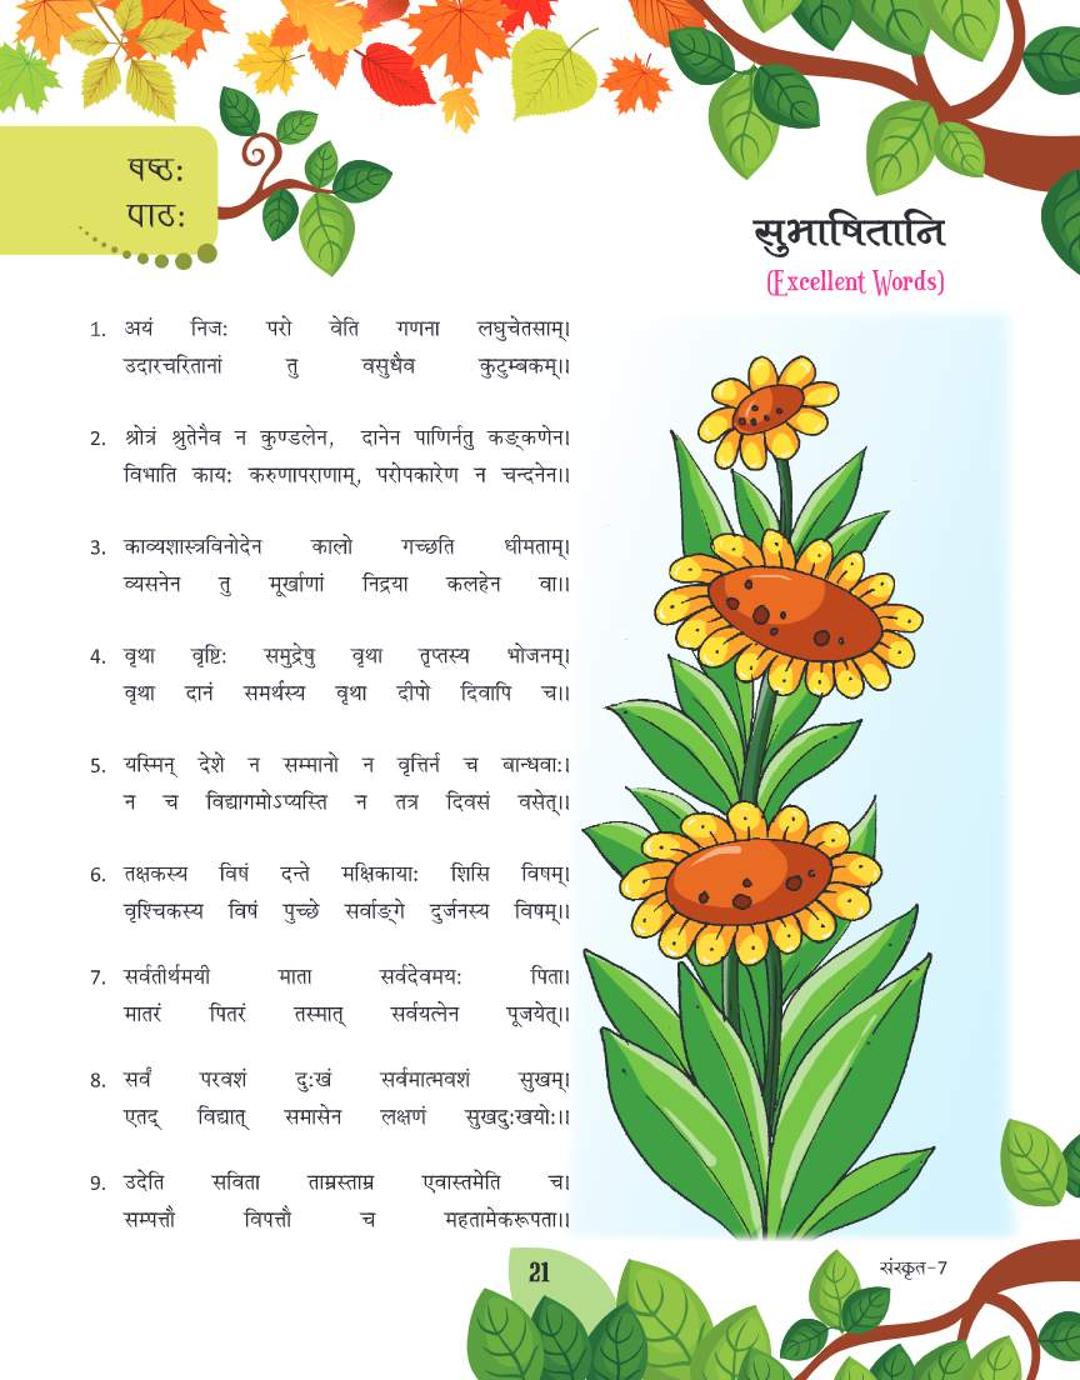 षष्ठ:
पाठ:
सुभाषितानि
(Excellent Words)
1. अयं निज: परो वेति गणना लघुचेतसाम्।
उदारचरितानां तु वसुधैव कुटुम्बकम्।।
2. श्रोत्रं श्रुतेनैव न कुण्डलेन, दानेन पाणिर्नतु कङ्कणेन।
विभाति काय: करुणापराणाम्, परोपकारेण न चन्दनेन।।
3. काव्यशास्त्रविनोदेन कालो गच्छति धीमताम्।
व्यसनेन तु मूर्खाणां निद्रया कलहेन वा।।
4. वृथा वृष्टि: समुद्रेषु वृथा तृप्तस्य भोजनम्।
वृथा दानं समर्थस्य वृथा दीपो दिवापि च।।
5. यस्मिन् देशे न सम्मानो न वृत्तिर्न च बान्धवा:।
न च विद्यागमोऽप्यस्ति न तत्र दिवसं वसेत्।।
6. तक्षकस्य विषं दन्ते मक्षिकाया: शिसि विषम्।
वृश्चिकस्य विषं पुच्छे सर्वाङ्गे दुर्जनस्य विषम्।।
7. सर्वतीर्थमयी माता सर्वदेवमय: पिता।
मातरं पितरं तस्मात् सर्वयत्नेन पूजयेत्।।
8. सर्वं परवशं दु:खं सर्वमात्मवशं सुखम्।
एतद् विद्यात् समासेन लक्षणं सुखदु:खयो:।।
9. उदेति सविता ताम्रस्ताम्र एवास्तमेति च।
सम्पत्तौ विपत्तौ च महतामेकरूपता।।
21
संस्कृत-7